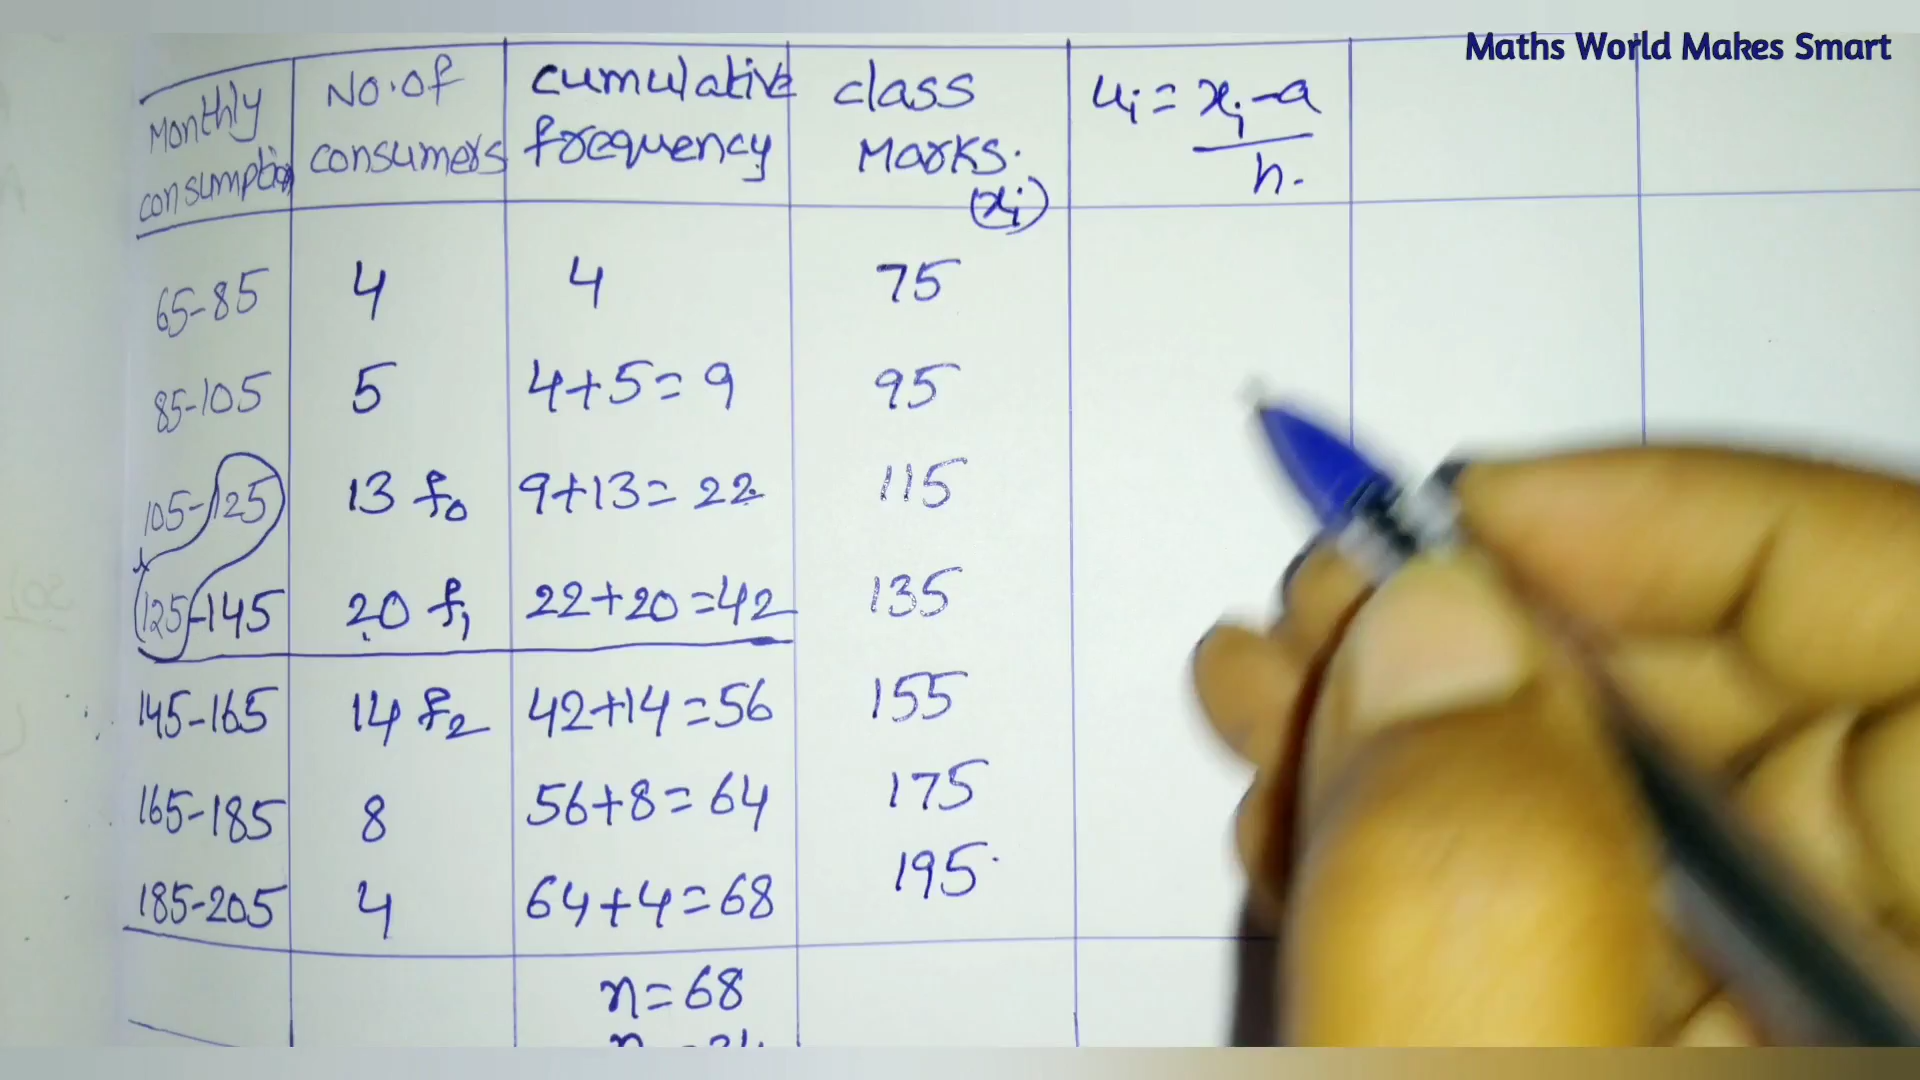 Maths World Makes Smart
Monthly consumption No. of consumers cumulative frequency class Marks. (xi) ui = xi-a / h.
65-85 4 4 75
85-105 5 4+5=9 95
105-125 13 f0 9+13=22 115
125-145 20 f1 22+20=42 135
145-165 14 f2 42+14=56 155
165-185 8 56+8=64 175
185-205 4 64+4=68 195
n=68